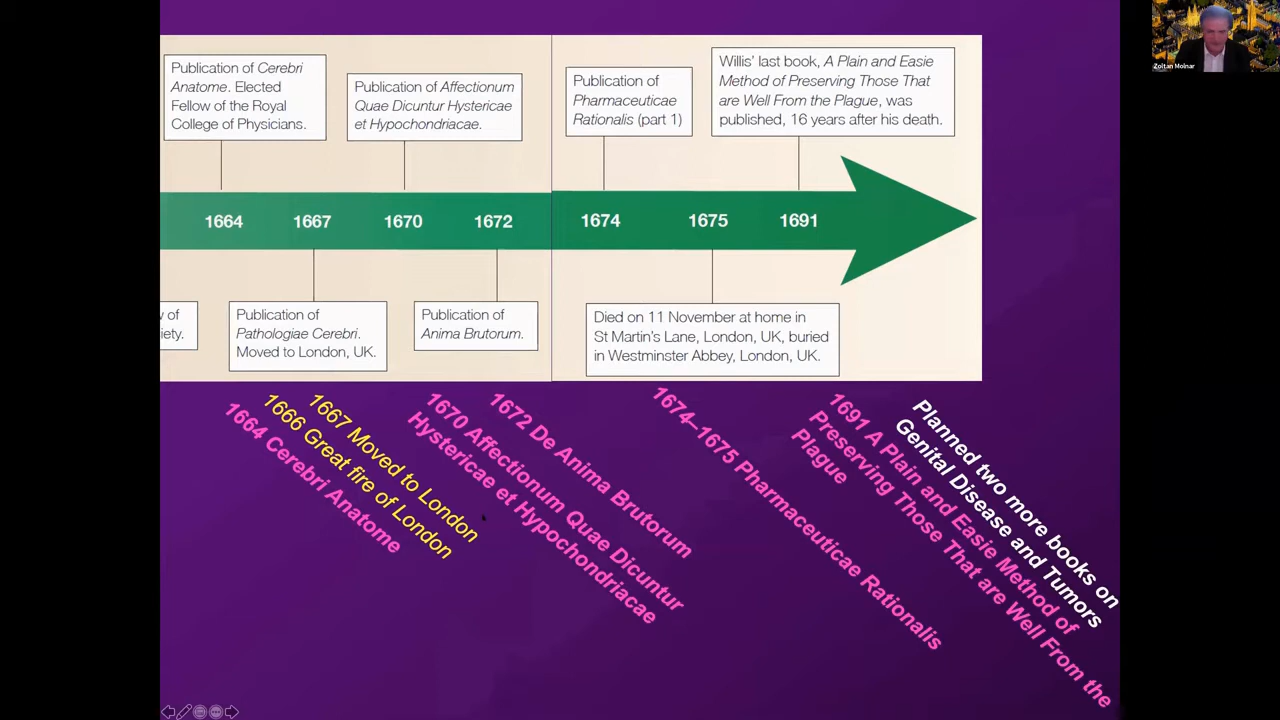 Publication of Cerebri
Anatome. Elected
Fellow of the Royal
College of Physicians.
Publication of Affectionum
Quae Dicuntur Hystericae
et Hypochondriacae.
Publication of
Pharmaceuticae
Rationalis (part 1)
Willis' last book, A Plain and Easie
Method of Preserving Those That
are Well From the Plague, was
published, 16 years after his death.
1664 1667 1670 1672 1674 1675 1691
of
iety.
Publication of
Pathologiae Cerebri.
Moved to London, UK.
Publication of
Anima Brutorum.
Died on 11 November at home in
St Martin's Lane, London, UK, buried
in Westminster Abbey, London, UK.
1664 Cerebri Anatome
1666 Great fire of London
1667 Moved to London
1670 Affectionum Quae Dicuntur
Hystericae et Hypochondriacae
1672 De Anima Brutorum
1674–1675 Pharmaceuticae Rationalis
1691 A Plain and Easie Method of
Preserving Those That are Well From the
Plague
Planned two more books on
Genital Disease and Tumors
Zoltan Molnar